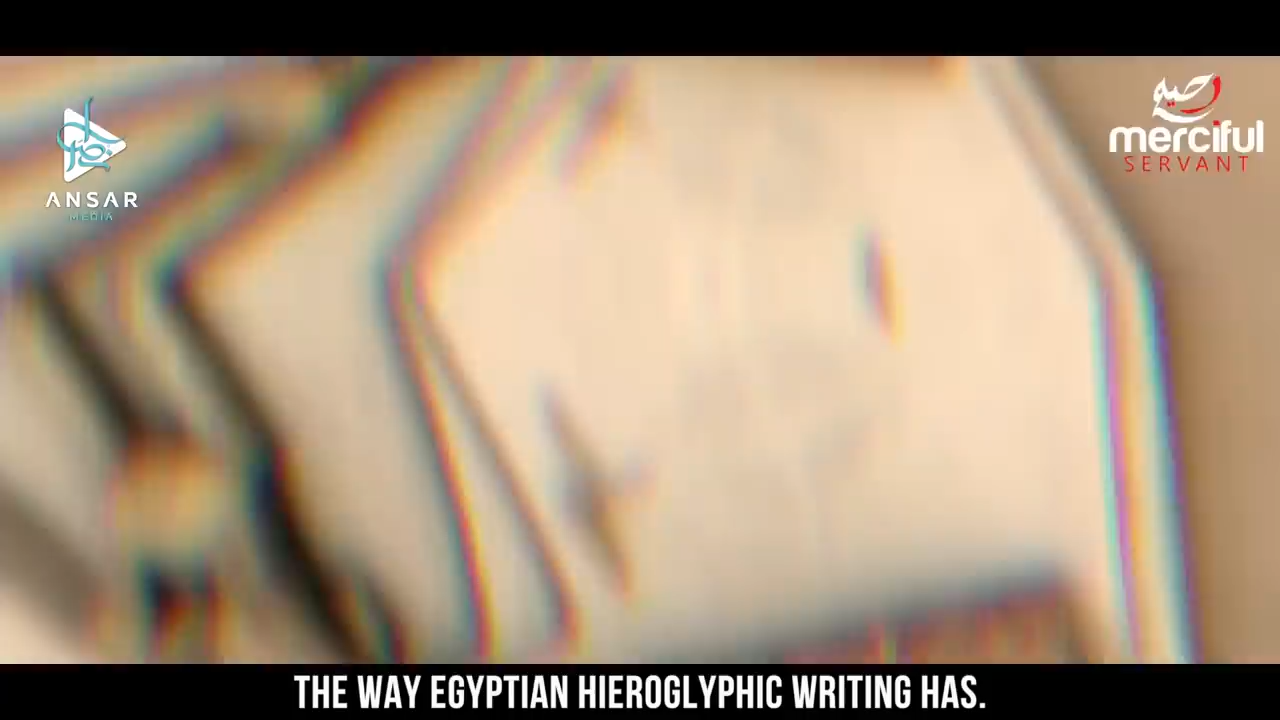 ANSAR
MEDIA
merciful
SERVANT
THE WAY EGYPTIAN HIEROGLYPHIC WRITING HAS.